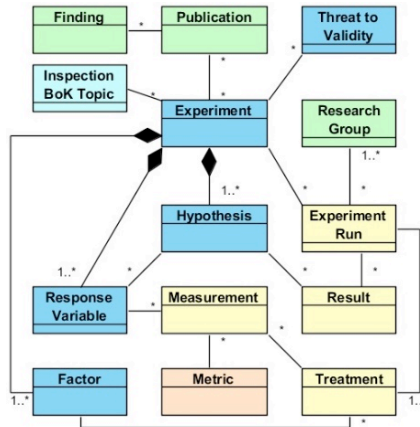 Finding
*
Publication
Threat to
Validity
*
*
Inspection
BoK Topic
*
Experiment
Research
Group
1..*
1..*
*
*
Hypothesis
Experiment
Run
1..*
*
*
*
Response
Variable
*
Measurement
Result
*
*
Factor
Metric
Treatment
1..*
1..
*